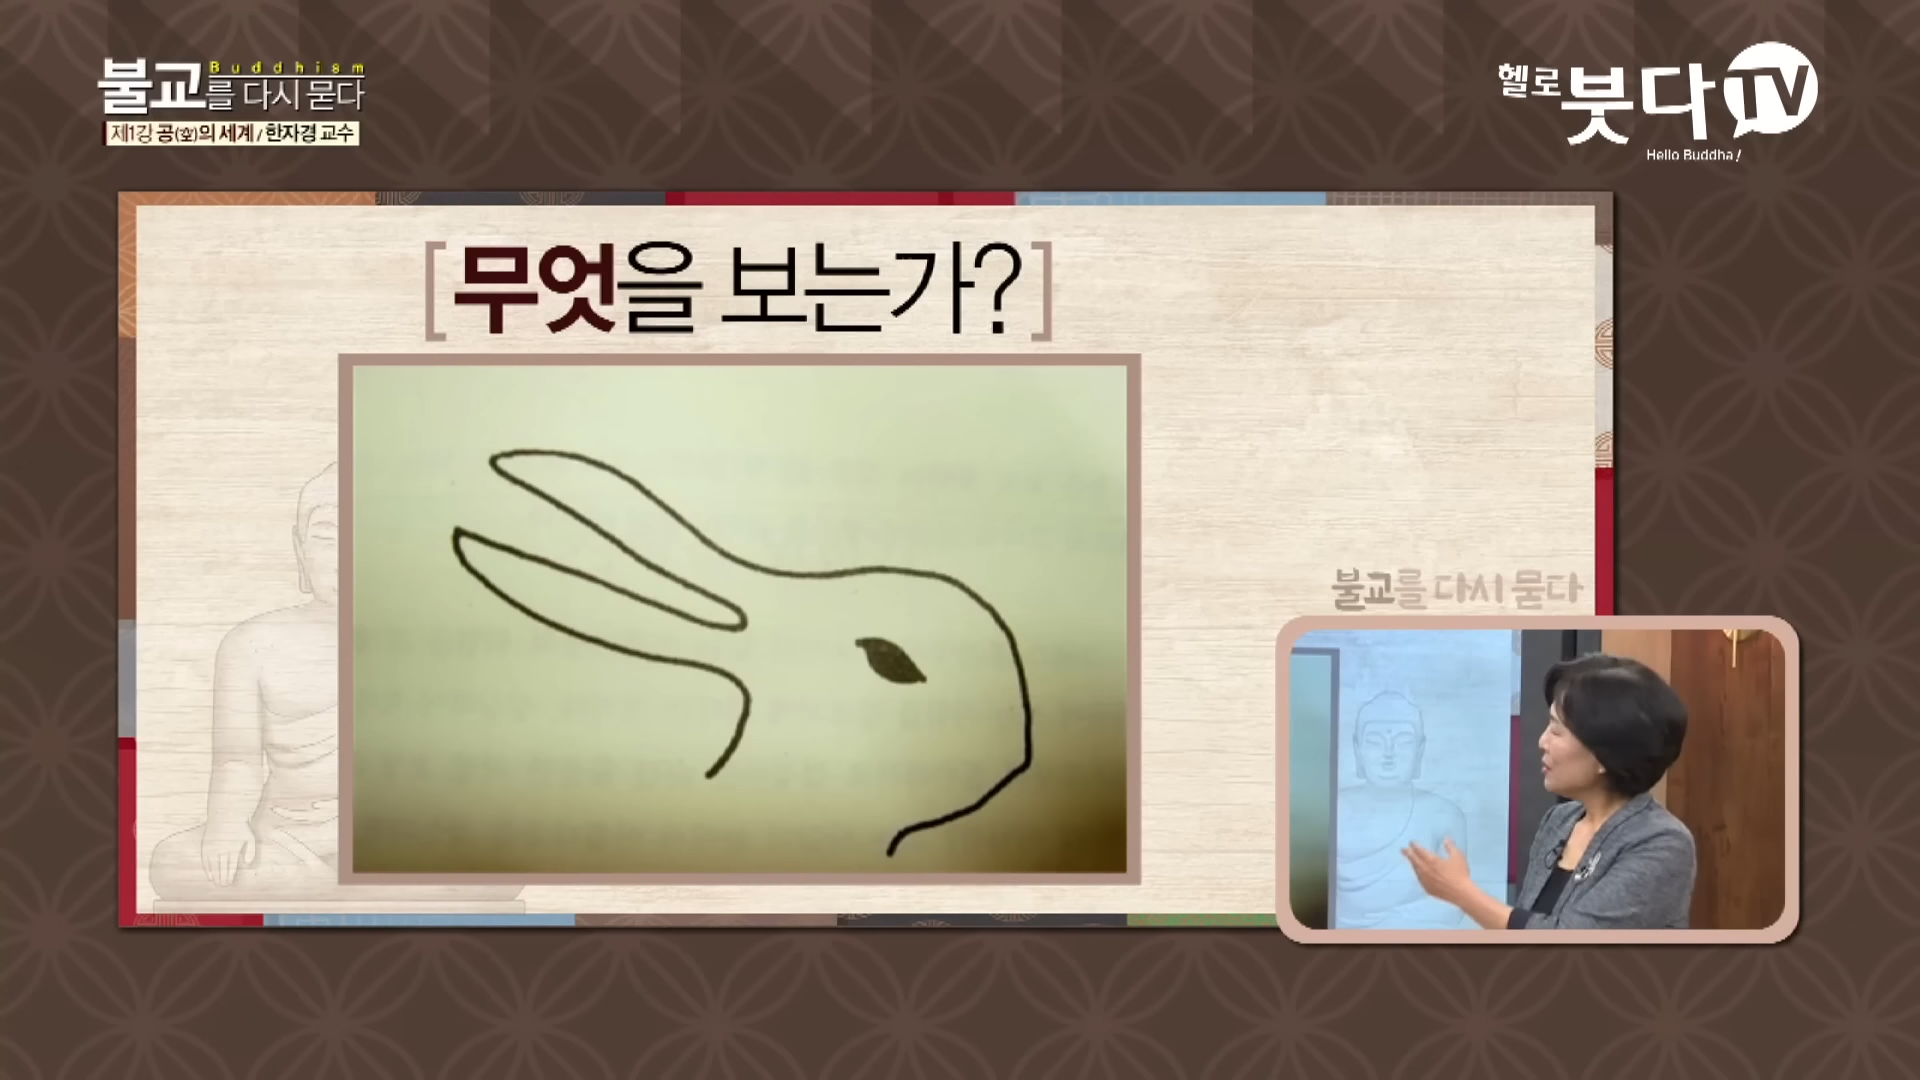 Buddhism
불교를 다시 묻다
제1강 공(空)의 세계 / 한자경 교수
헬로붓다TV
Hello Buddha!
[무엇을 보는가?]
불교를 다시 묻다